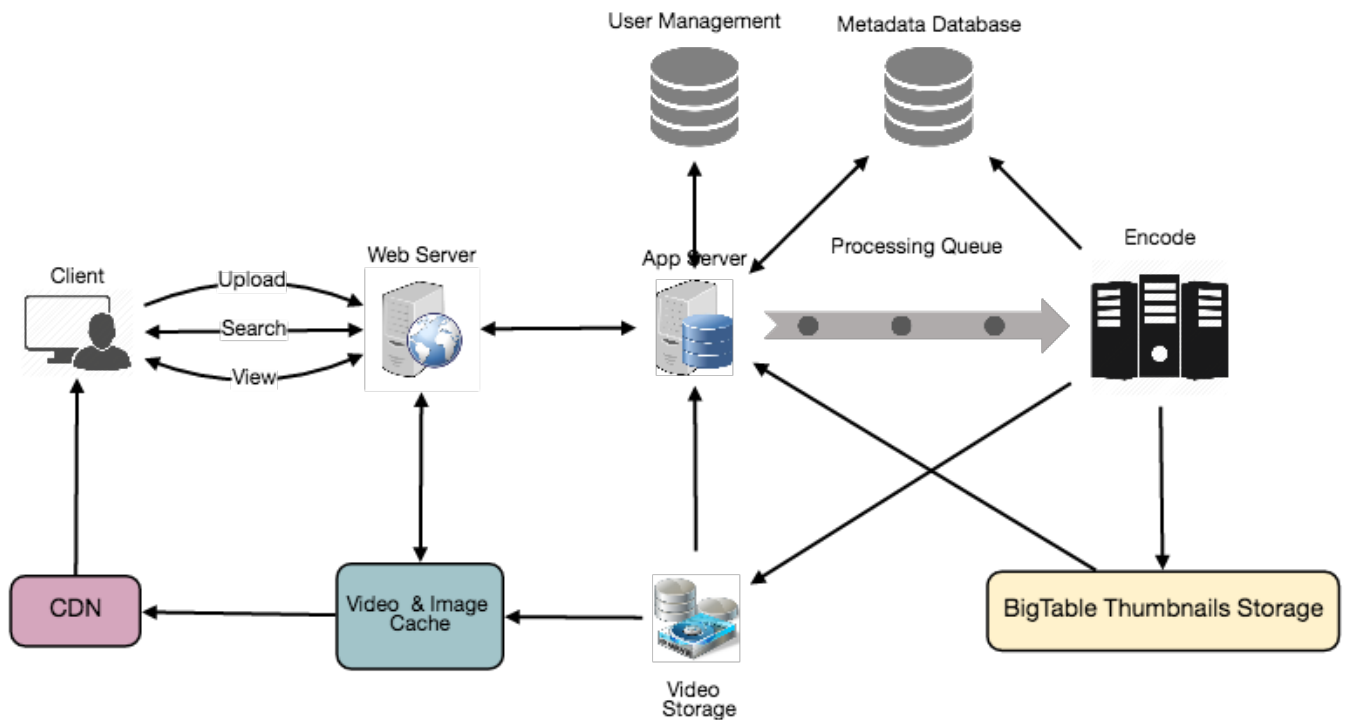 User Management
Metadata Database
Processing Queue
Encode
Web Server
App Server
Client
Upload
Search
View
CDN
Video & Image
Cache
BigTable Thumbnails Storage
Video
Storage